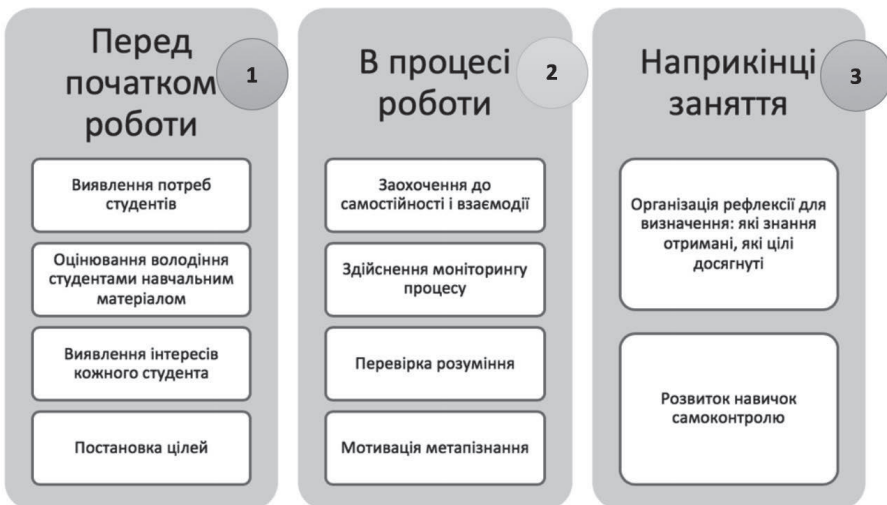 Перед
початком
роботи
1
Виявлення потреб
студентів
Оцінювання володіння
студентами навчальним
матеріалом
Виявлення інтересів
кожного студента
Постановка цілей
В процесі
роботи
2
Заохочення до
самостійності і взаємодії
Здійснення моніторингу
процесу
Перевірка розуміння
Мотивація метапізнання
Наприкінці
заняття
3
Організація рефлексії для
визначення: які знання
отримані, які цілі
досягнуті
Розвиток навичок
самоконтролю